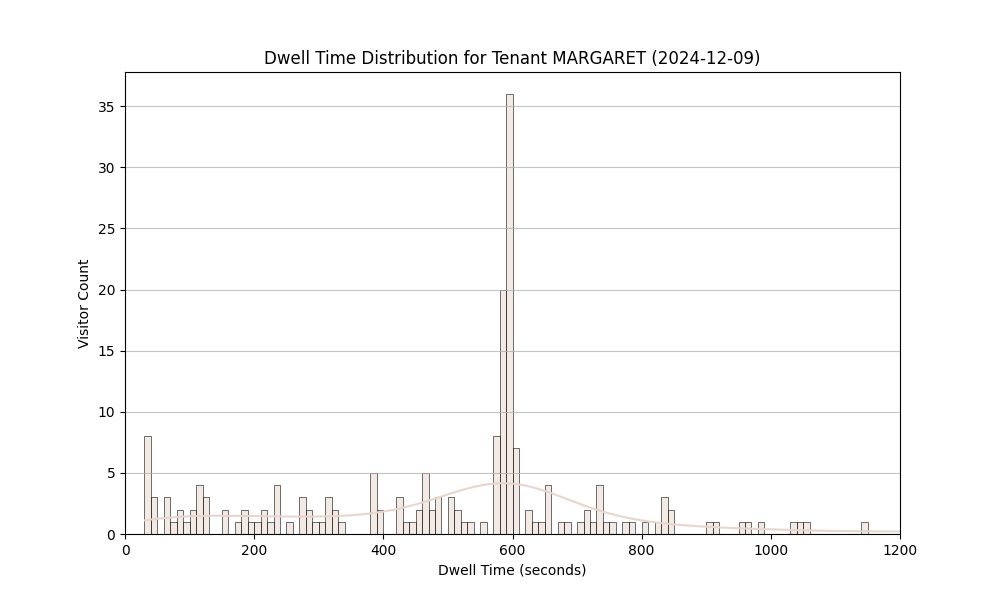 Dwell Time Distribution for Tenant MARGARET (2024-12-09)
35
30
25
20
15
10
5
0
Visitor Count
0 200 400 600 800 1000 1200
Dwell Time (seconds)